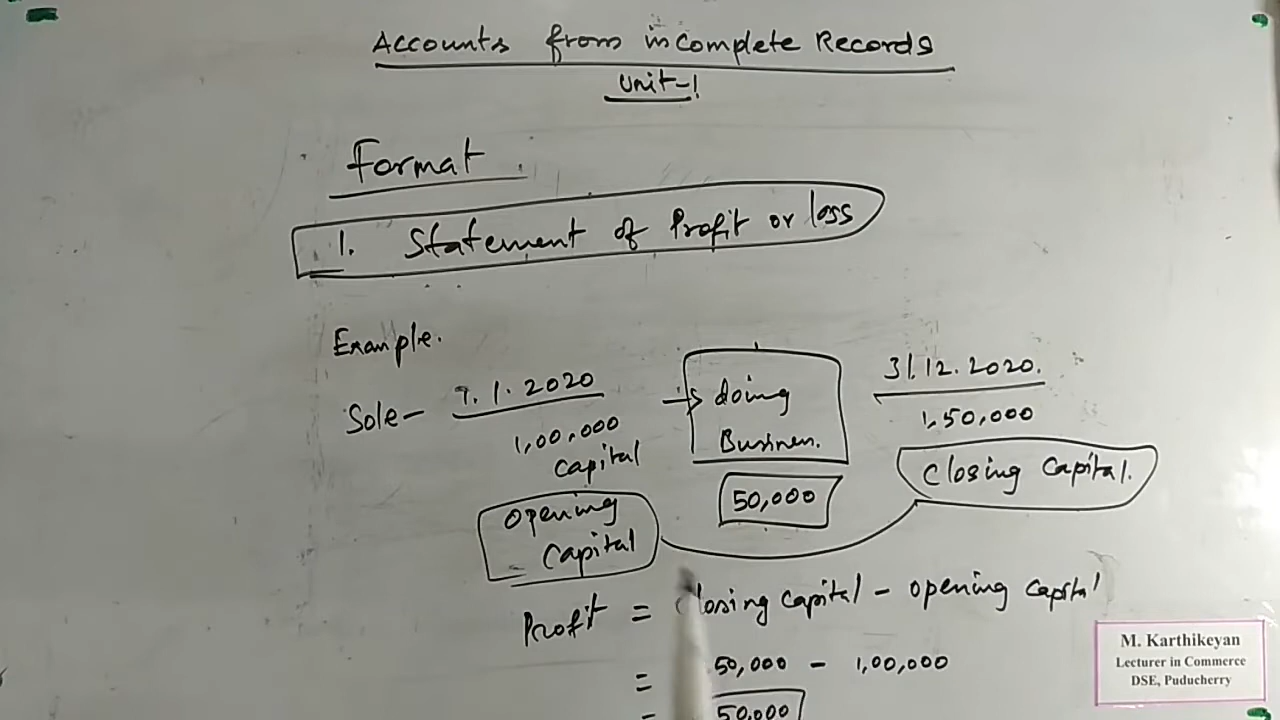 Accounts from incomplete Records
Unit-1
Format
1. Statement of Profit or loss
Example.
Sole - 1.1.2020 → doing Business. 31.12.2020.
1,00,000 1,50,000
capital closing capital.
opening capital 50,000
Profit = closing capital - opening capital
= 50,000 - 1,00,000
= 50,000
M. Karthikeyan
Lecturer in Commerce
DSE, Puducherry